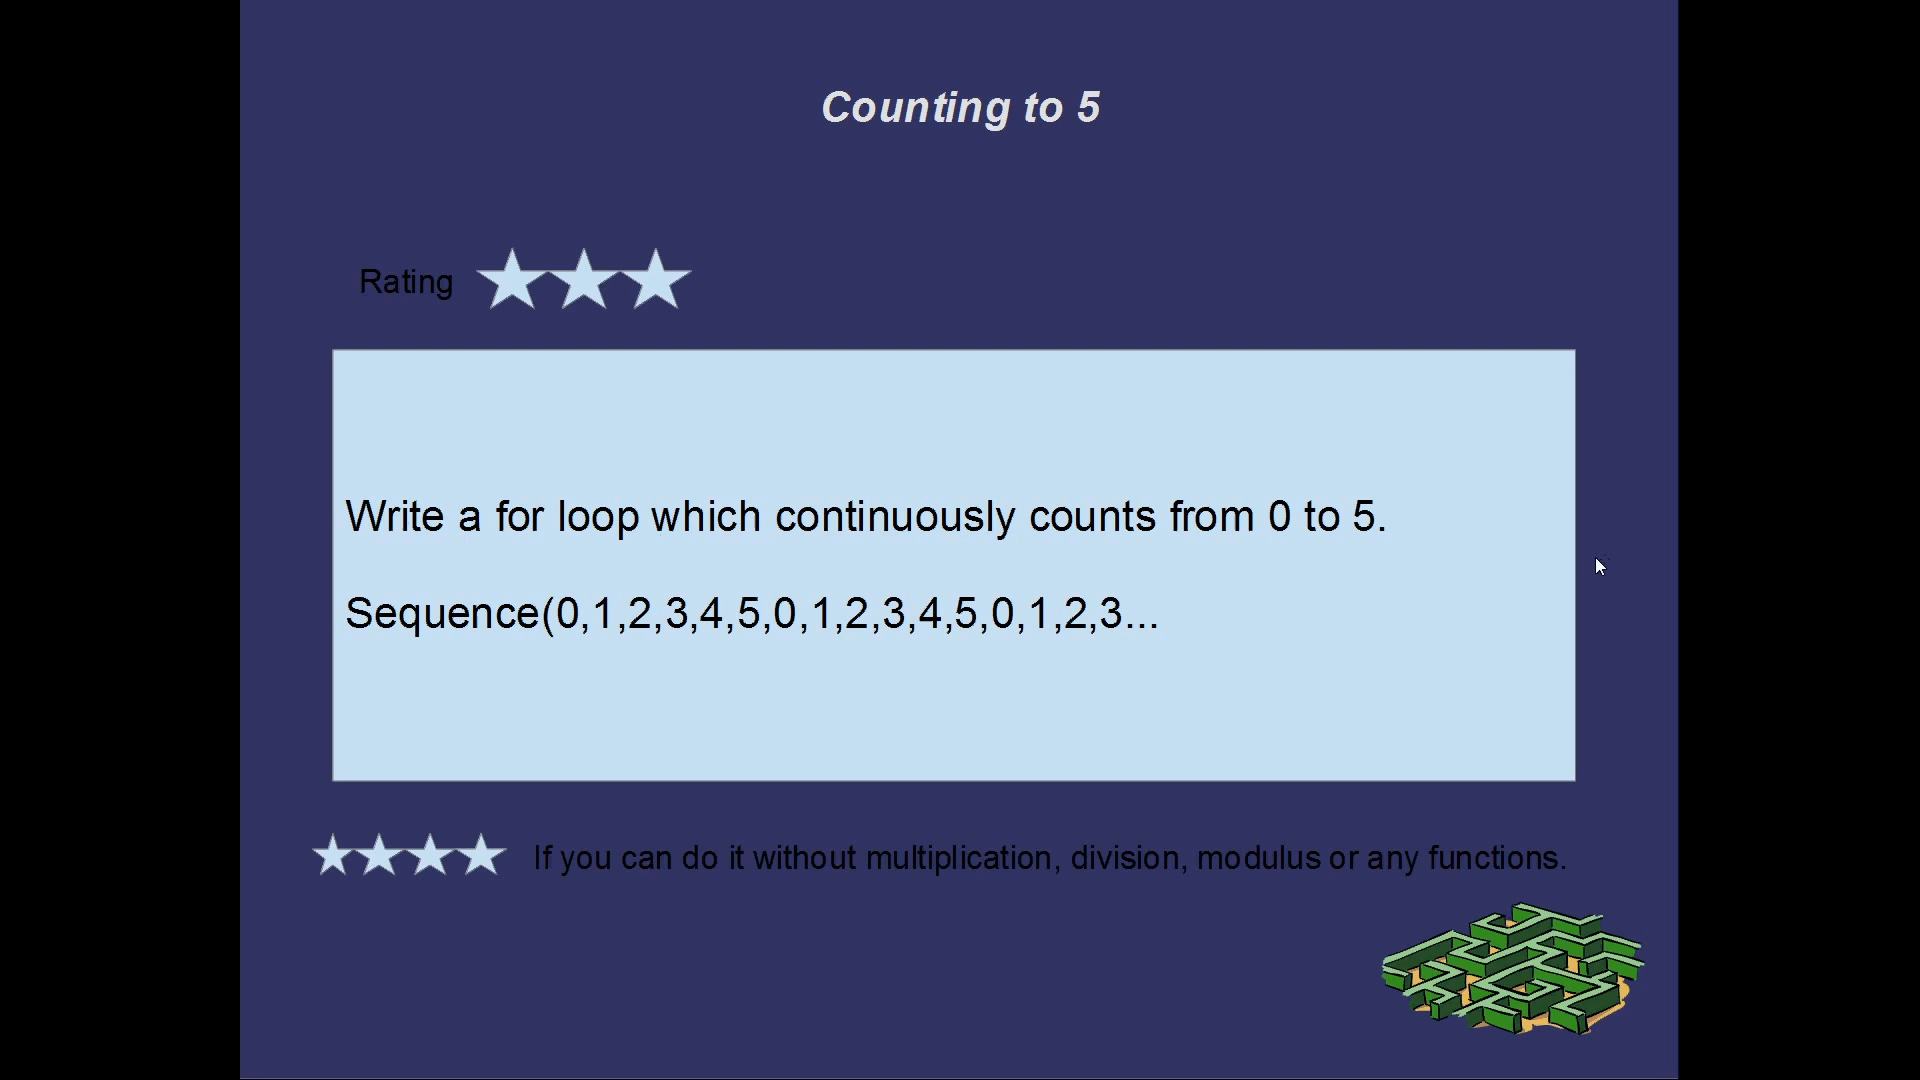 Counting to 5
Rating
Write a for loop which continuously counts from 0 to 5.
Sequence(0,1,2,3,4,5,0,1,2,3,4,5,0,1,2,3...
If you can do it without multiplication, division, modulus or any functions.